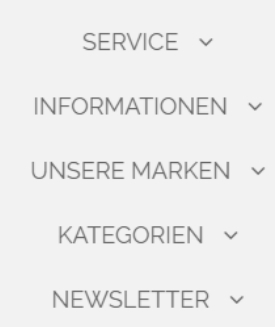 SERVICE
INFORMATIONEN
UNSERE MARKEN
KATEGORIEN
NEWSLETTER